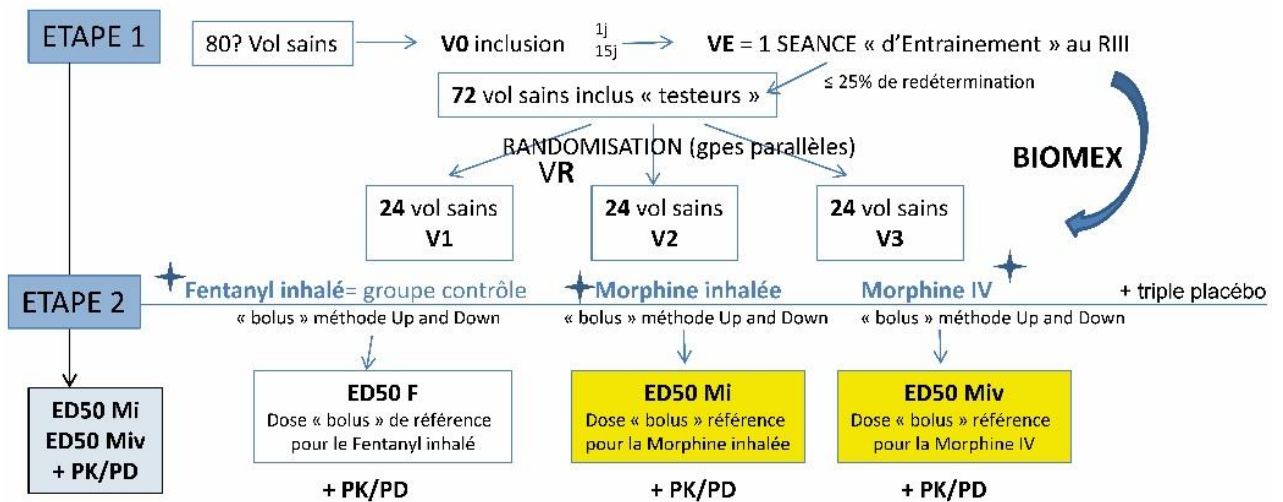 ETAPE 1
80? Vol sains
V0 inclusion
1j
15j
VE = 1 SEANCE « d’Entrainement » au RIII
≤ 25% de redétermination
72 vol sains inclus « testeurs »
RANDOMISATION (gpes parallèles)
VR
BIOMEX
24 vol sains
V1
24 vol sains
V2
24 vol sains
V3
ETAPE 2
Fentanyl inhalé= groupe contrôle
« bolus » méthode Up and Down
Morphine inhalée
« bolus » méthode Up and Down
Morphine IV
« bolus » méthode Up and Down
+ triple placébo
ED50 Mi
ED50 Miv
+ PK/PD
ED50 F
Dose « bolus » de référence
pour le Fentanyl inhalé
+ PK/PD
ED50 Mi
Dose « bolus » référence
pour la Morphine inhalée
+ PK/PD
ED50 Miv
Dose « bolus » référence
pour la Morphine IV
+ PK/PD